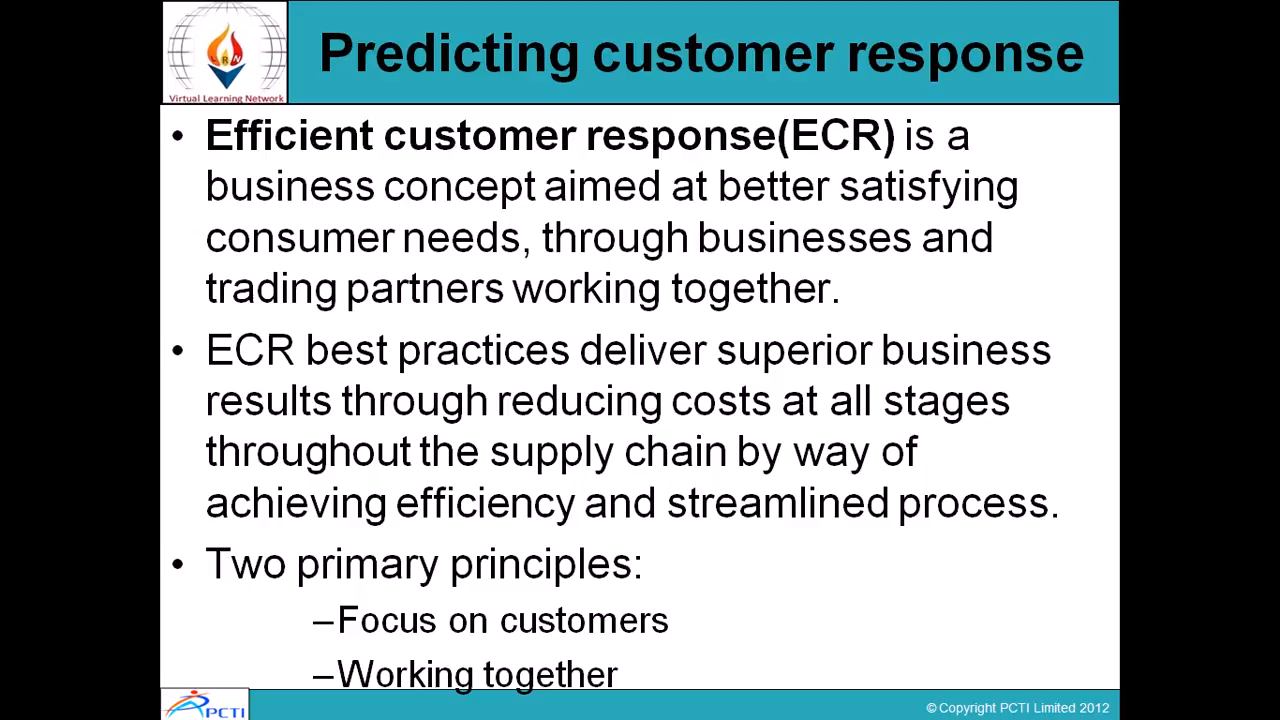 Predicting customer response
LRN
Virtual Learning Network
• Efficient customer response(ECR) is a
business concept aimed at better satisfying
consumer needs, through businesses and
trading partners working together.
• ECR best practices deliver superior business
results through reducing costs at all stages
throughout the supply chain by way of
achieving efficiency and streamlined process.
• Two primary principles:
–Focus on customers
–Working together
PCTI
© Copyright PCTI Limited 2012